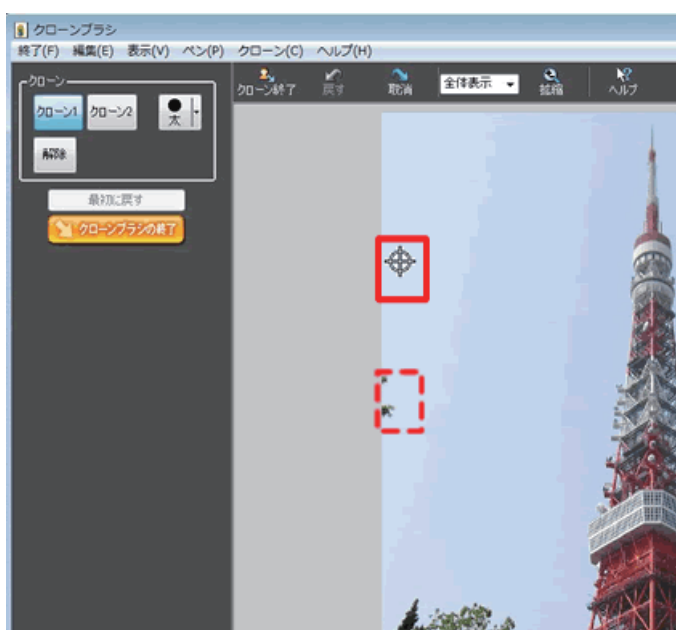 クローンブラシ
終了(F) 編集(E) 表示(V) ペン(P) クローン(C) ヘルプ(H)
クローン終了 戻す 取消 全体表示 拡縮 ヘルプ
クローン
クローン1 クローン2 太
解除
最初に戻す
クローンブラシの終了